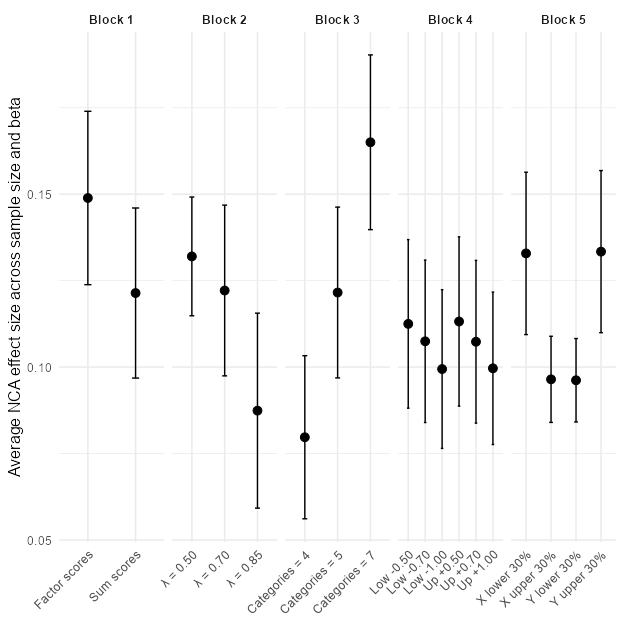 Block 1
Block 2
Block 3
Block 4
Block 5
Average NCA effect size across sample size and beta
0.15
0.10
0.05
Factor scores
Sum scores
λ = 0.50
λ = 0.70
λ = 0.85
Categories = 4
Categories = 5
Categories = 7
Low -0.50
Low -0.70
Low -1.00
Up +0.50
Up +0.70
Up +1.00
X lower 30%
X upper 30%
Y lower 30%
Y upper 30%